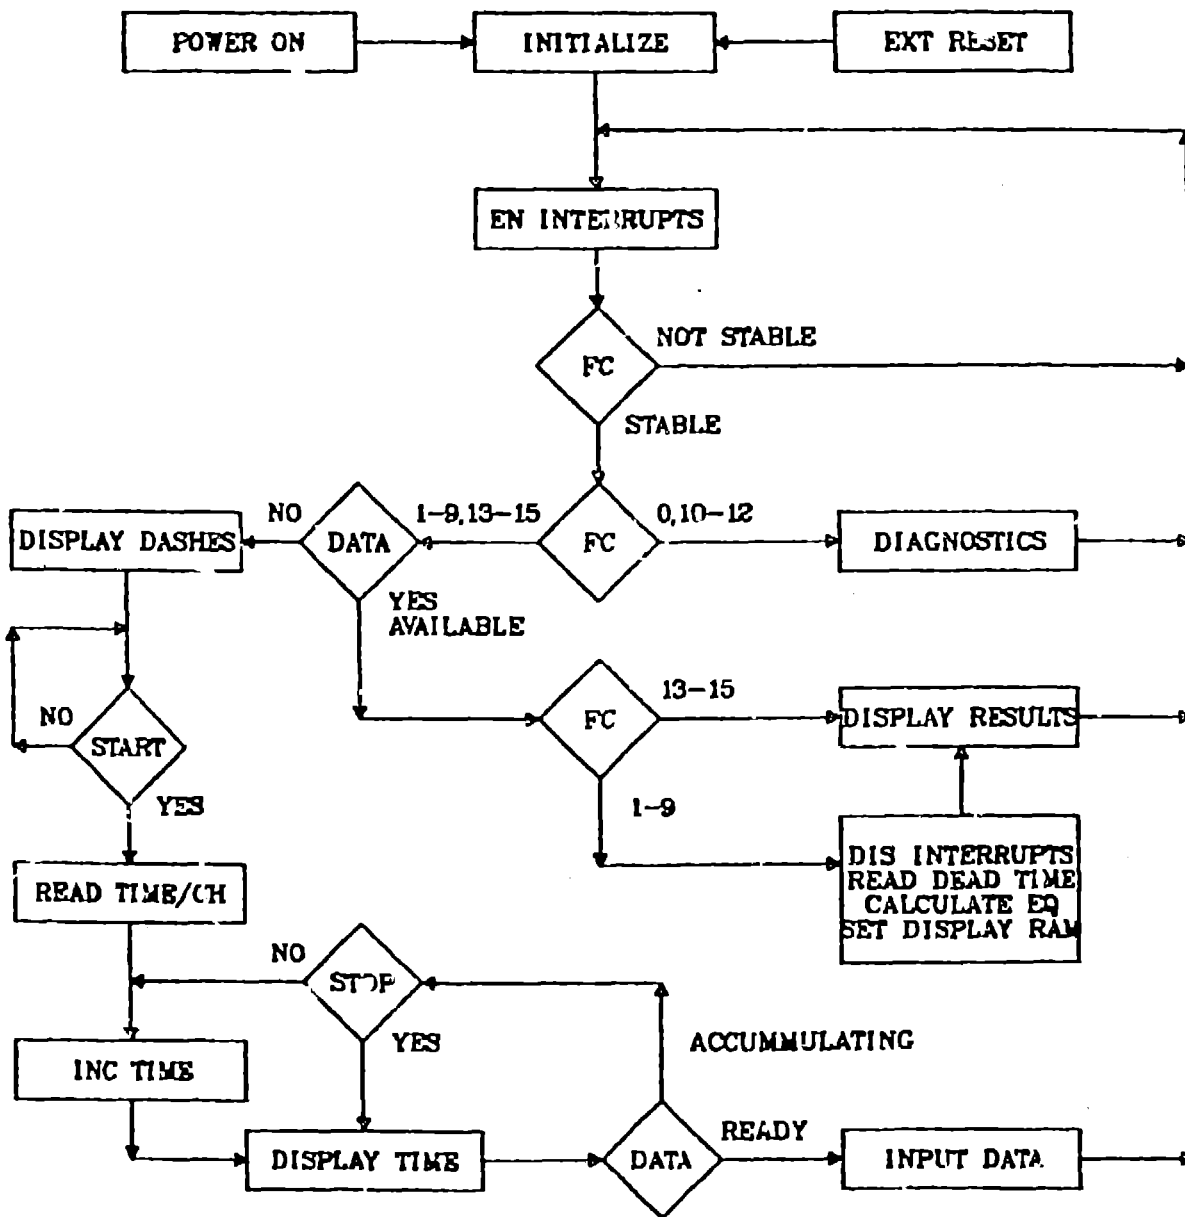 POWER ON
INITIALIZE
EXT RESET
EN INTERRUPTS
FC
NOT STABLE
STABLE
DISPLAY DASHES
NO
DATA
1-9,13-15
FC
0,10-12
DIAGNOSTICS
YES
AVAILABLE
NO
START
YES
FC
13-15
DISPLAY RESULTS
1-9
DIS INTERRUPTS
READ DEAD TIME
CALCULATE EQ
SET DISPLAY RAM
READ TIME/CH
NO
STOP
YES
ACCUMMULATING
INC TIME
DISPLAY TIME
DATA
READY
INPUT DATA